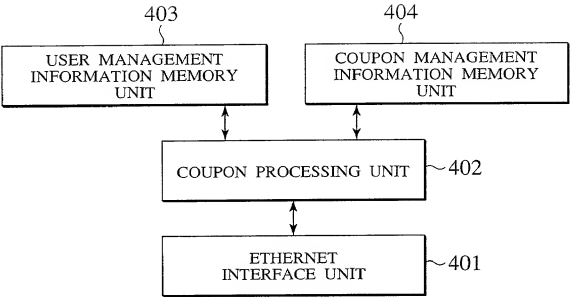 403
404
USER MANAGEMENT
INFORMATION MEMORY
UNIT
COUPON MANAGEMENT
INFORMATION MEMORY
UNIT
COUPON PROCESSING UNIT
402
ETHERNET
INTERFACE UNIT
401